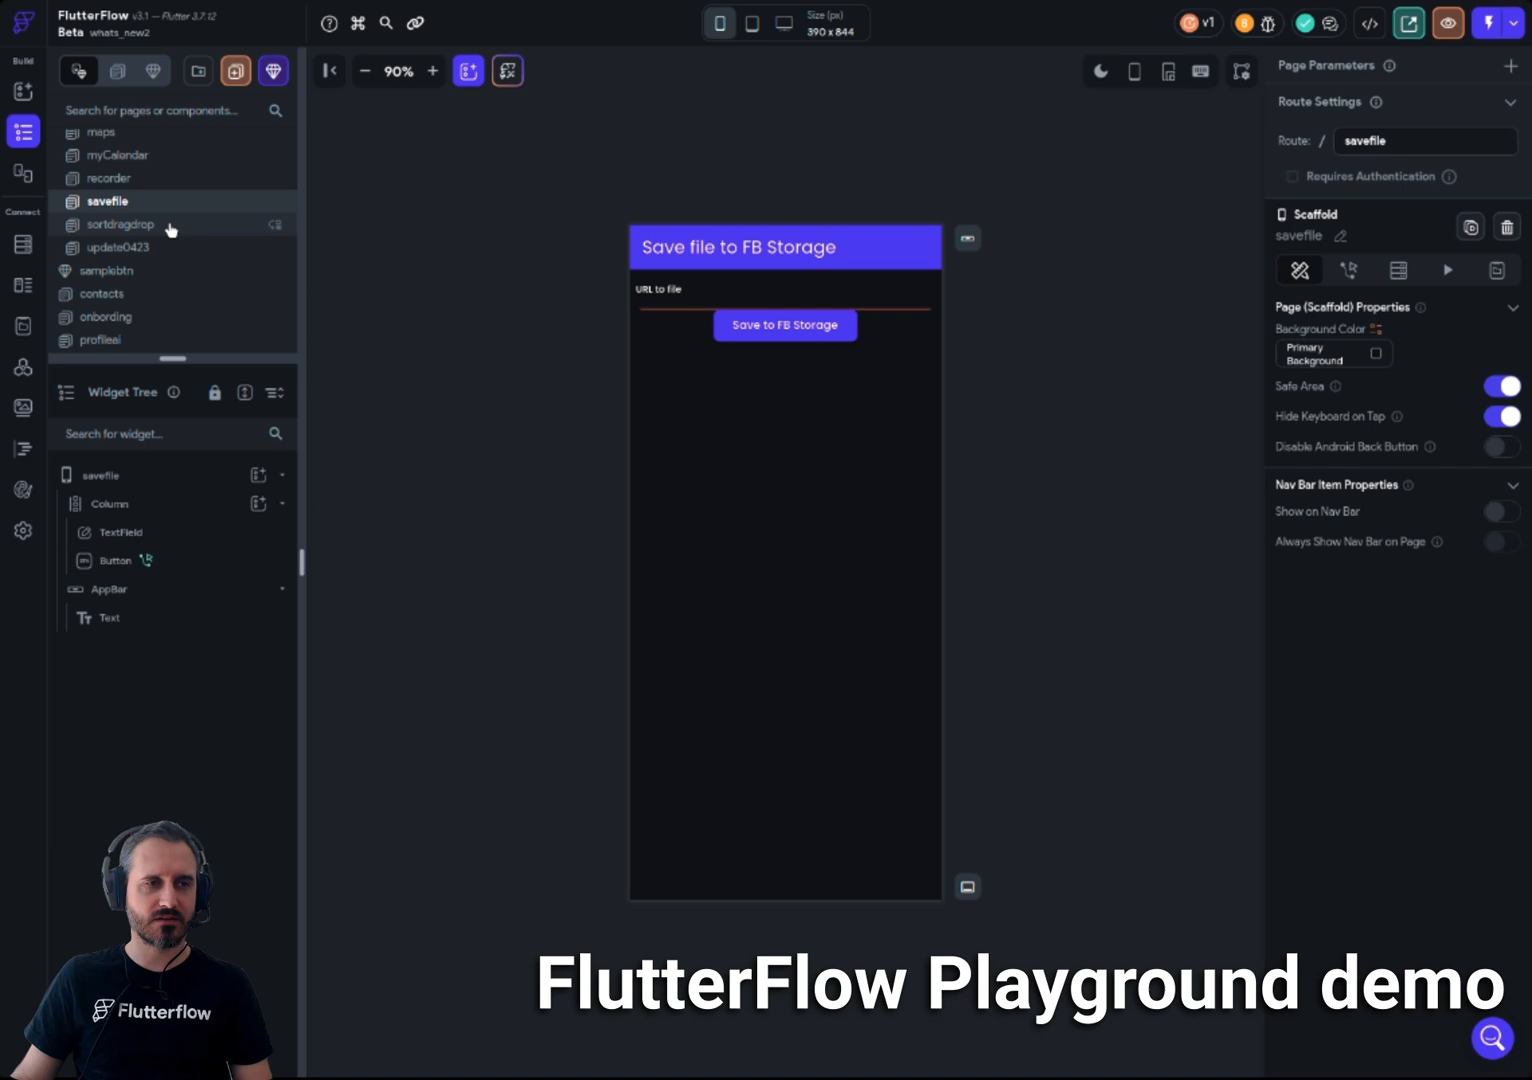 FlutterFlow v3.1 – Flutter 3.7.12
Beta whats_new2
Size (px)
390 x 844
v1
8
Build
90%
Page Parameters
Search for pages or components...
Route Settings
maps
Route: / savefile
myCalendar
recorder
Requires Authentication
savefile
Connect
Scaffold
sortdragdrop
savefile
update0423
Save file to FB Storage
samplebtn
URL to file
contacts
Page (Scaffold) Properties
onbording
Save to FB Storage
Background Color
profileai
Primary
Background
Widget Tree
Safe Area
Hide Keyboard on Tap
Search for widget...
Disable Android Back Button
savefile
Nav Bar Item Properties
Column
Show on Nav Bar
TextField
Always Show Nav Bar on Page
Button
AppBar
Text
Flutterflow
FlutterFlow Playground demo